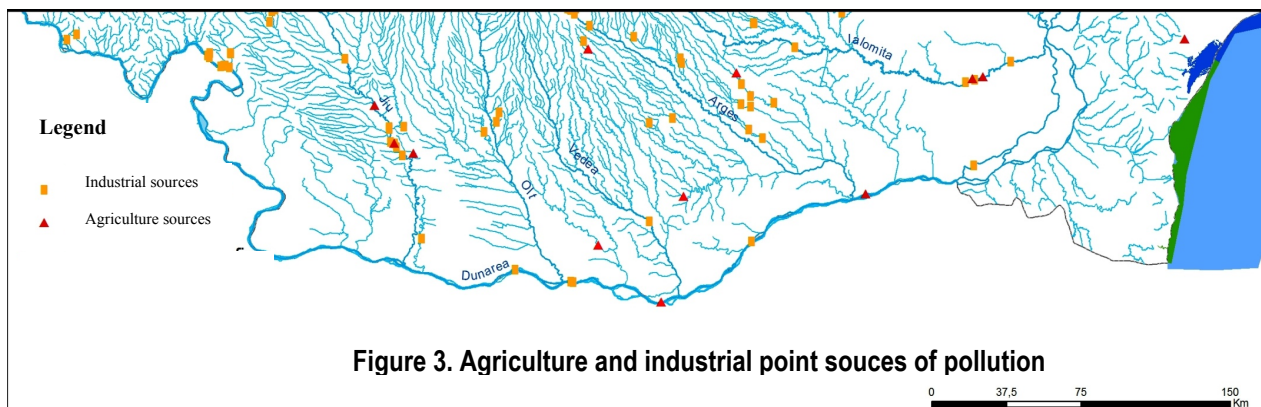 Ialomita
Jiu
Arges
Vedea
Olt
Dunarea
Legend
Industrial sources
Agriculture sources
Figure 3. Agriculture and industrial point souces of pollution
0 37,5 75 150
Km